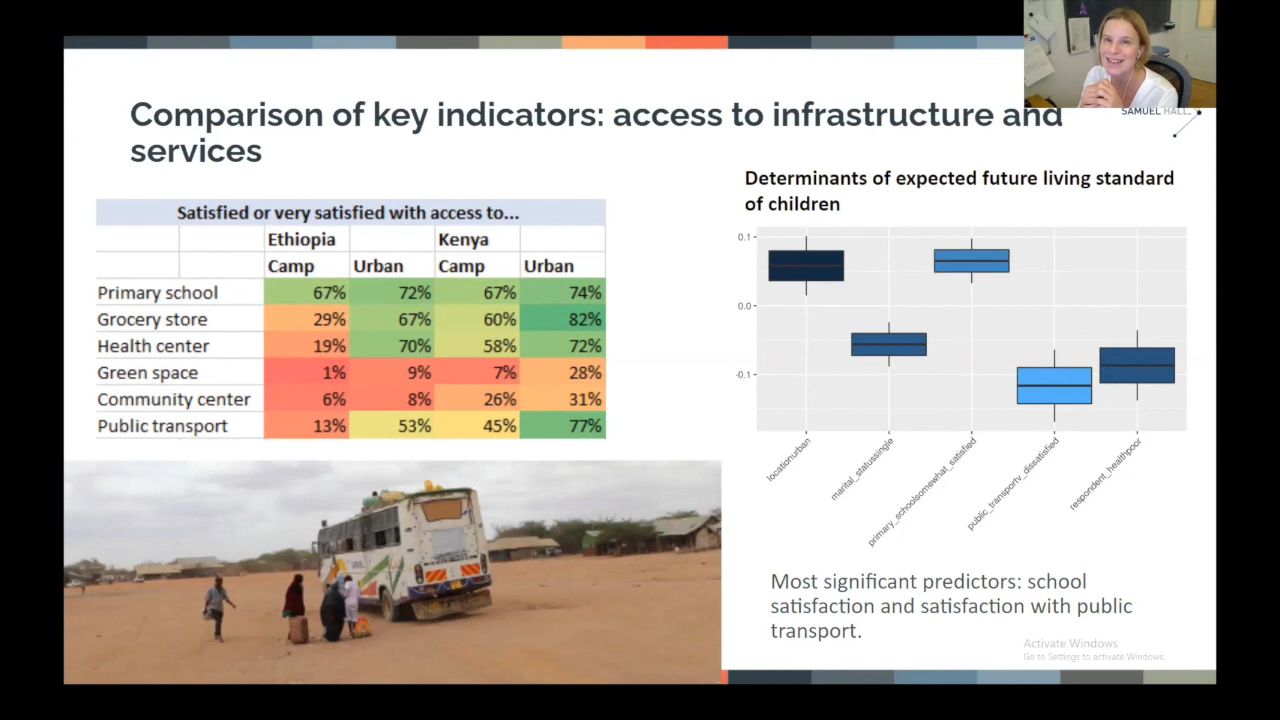 Comparison of key indicators: access to infrastructure and
services
SAMUEL HALL.
Satisfied or very satisfied with access to...
Ethiopia Kenya
Camp Urban Camp Urban
Primary school 67% 72% 67% 74%
Grocery store 29% 67% 60% 82%
Health center 19% 70% 58% 72%
Green space 1% 9% 7% 28%
Community center 6% 8% 26% 31%
Public transport 13% 53% 45% 77%
Determinants of expected future living standard
of children
0.1
0.0
-0.1
locationurban
marital_statussingle
primary_schoolsomewhat_satisfied
public_transportv_dissatisfied
respondent_healthpoor
Most significant predictors: school
satisfaction and satisfaction with public
transport.
Activate Windows
Go to Settings to activate Windows.